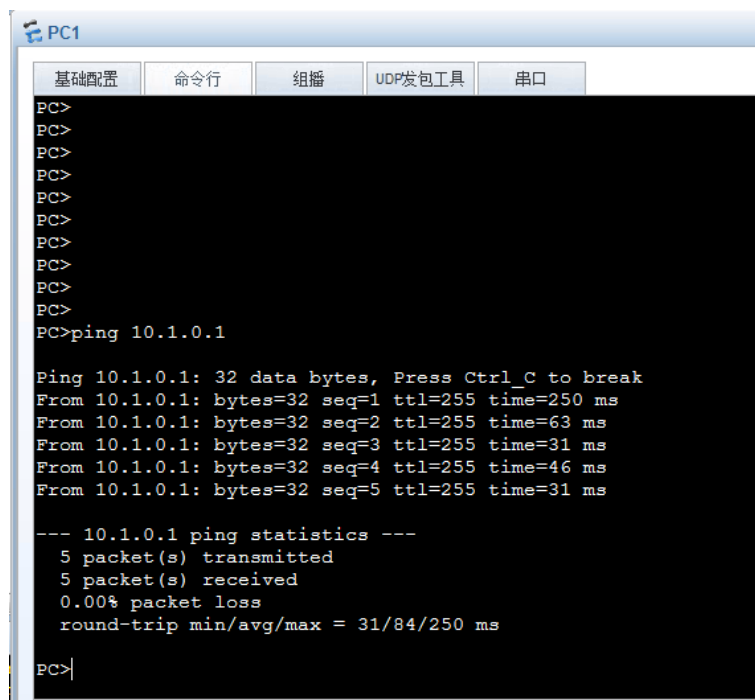 PC1
基础配置 命令行 组播 UDP发包工具 串口
PC>
PC>
PC>
PC>
PC>
PC>
PC>
PC>
PC>
PC>
PC>ping 10.1.0.1
Ping 10.1.0.1: 32 data bytes, Press Ctrl_C to break
From 10.1.0.1: bytes=32 seq=1 ttl=255 time=250 ms
From 10.1.0.1: bytes=32 seq=2 ttl=255 time=63 ms
From 10.1.0.1: bytes=32 seq=3 ttl=255 time=31 ms
From 10.1.0.1: bytes=32 seq=4 ttl=255 time=46 ms
From 10.1.0.1: bytes=32 seq=5 ttl=255 time=31 ms
--- 10.1.0.1 ping statistics ---
5 packet(s) transmitted
5 packet(s) received
0.00% packet loss
round-trip min/avg/max = 31/84/250 ms
PC>